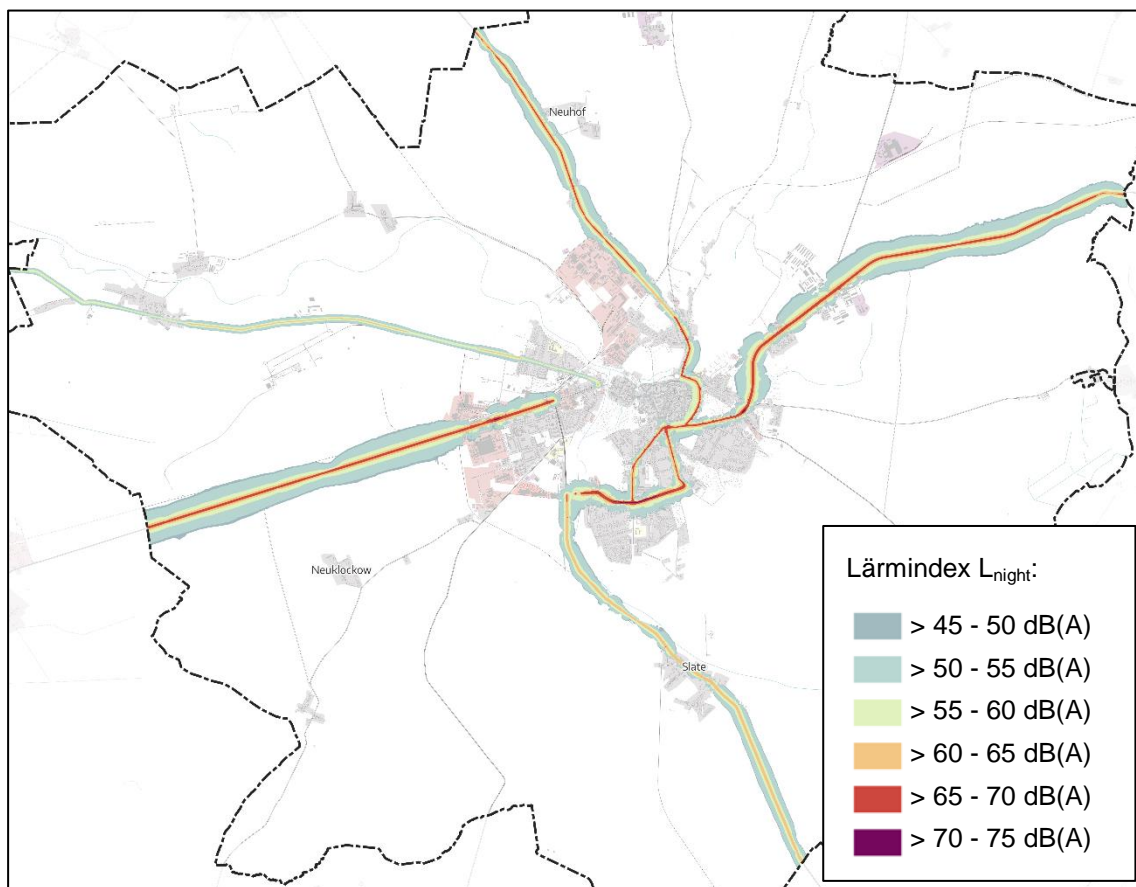 Neuhof
Neuklockow
Slate
Lärmindex Lnight:
> 45 - 50 dB(A)
> 50 - 55 dB(A)
> 55 - 60 dB(A)
> 60 - 65 dB(A)
> 65 - 70 dB(A)
> 70 - 75 dB(A)